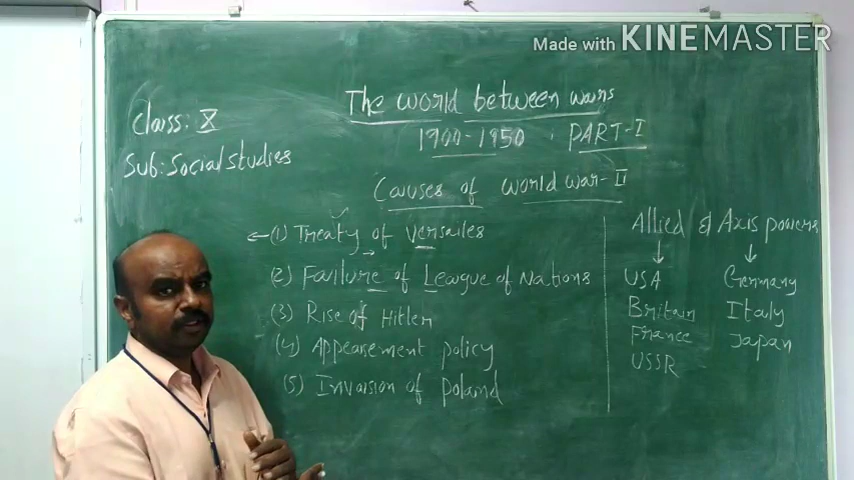 Made with KINEMASTER
The world between wars
1900-1950 : PART-I
Class: X
Sub: Social studies
Causes of world war-II
(1) Treaty of versailes
(2) Failure of League of Nations
(3) Rise of Hitler
(4) Appeasement policy
(5) Invasion of Poland
Allied & Axis powers
USA Germany
Britain Italy
France Japan
USSR